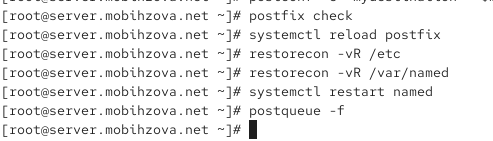 [root@server.mobihzova.net ~]# postfix check
[root@server.mobihzova.net ~]# systemctl reload postfix
[root@server.mobihzova.net ~]# restorecon -vR /etc
[root@server.mobihzova.net ~]# restorecon -vR /var/named
[root@server.mobihzova.net ~]# systemctl restart named
[root@server.mobihzova.net ~]# postqueue -f
[root@server.mobihzova.net ~]#